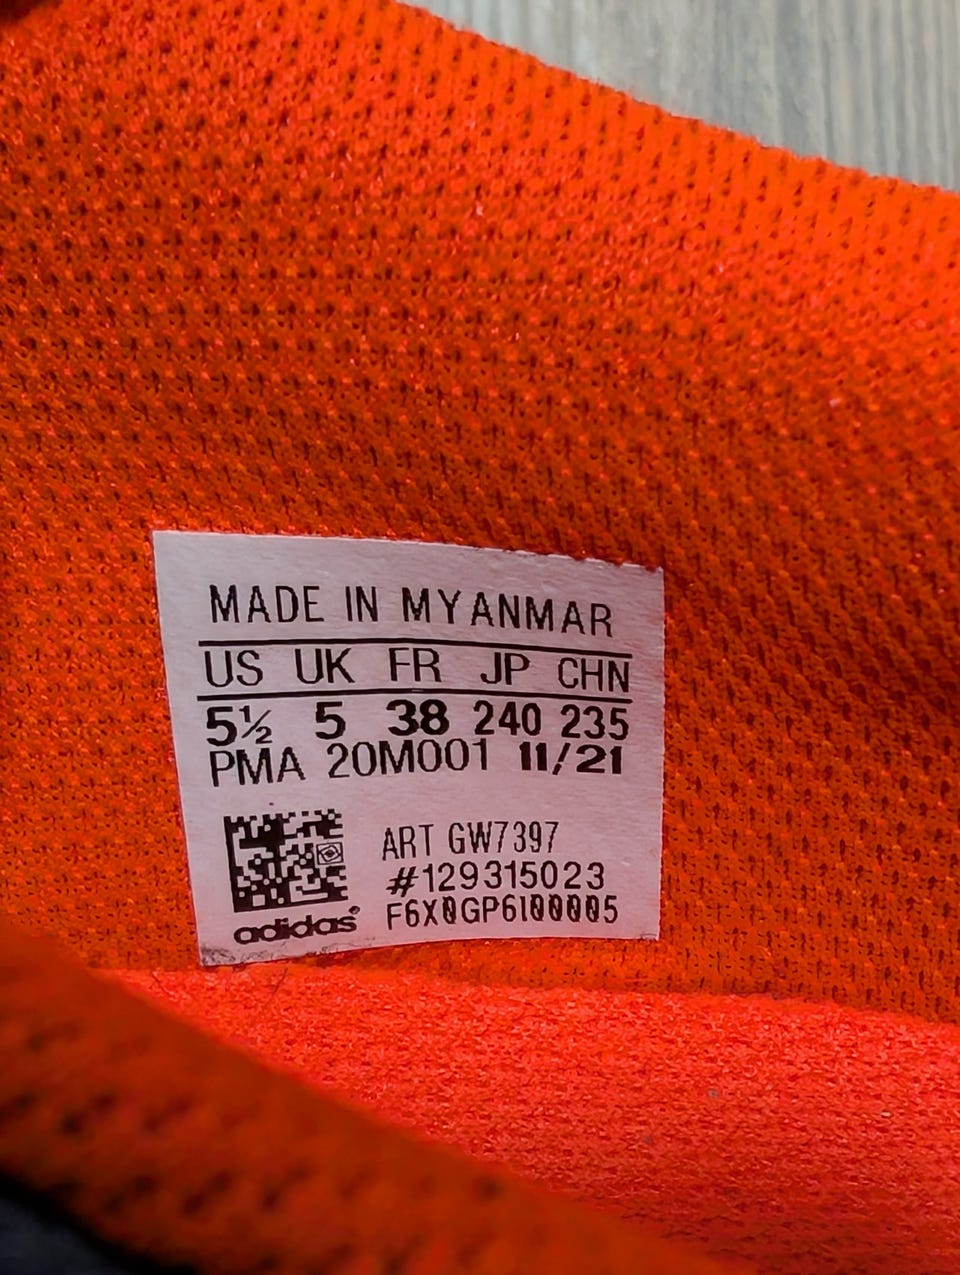 MADE IN MYANMAR
US UK FR JP CHN
5½ 5 38 240 235
PMA 20M001 11/21
ART GW7397
#129315023
F6X0GP6I00005
adidas®